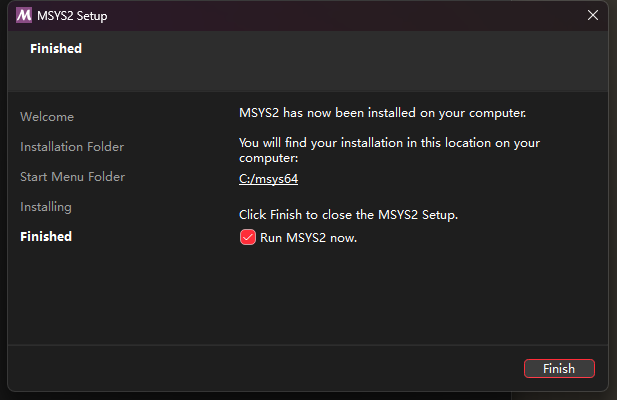 MSYS2 Setup
Finished
Welcome
Installation Folder
Start Menu Folder
Installing
Finished
MSYS2 has now been installed on your computer.
You will find your installation in this location on your
computer:
C:/msys64
Click Finish to close the MSYS2 Setup.
Run MSYS2 now.
Finish